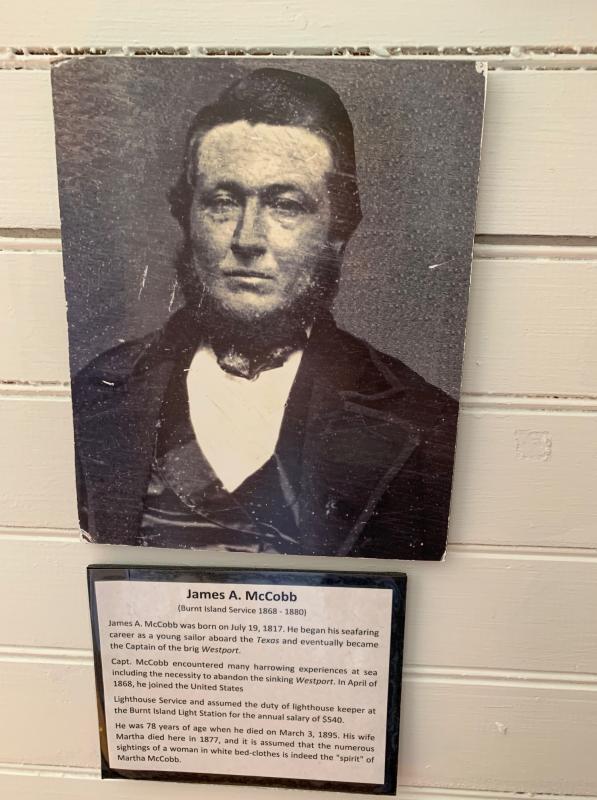 James A. McCobb
(Burnt Island Service 1868 - 1880)
James A. McCobb was born on July 19, 1817. He began his seafaring
career as a young sailor aboard the Texas and eventually became
the Captain of the brig Westport.
Capt. McCobb encountered many harrowing experiences at sea
including the necessity to abandon the sinking Westport. In April of
1868, he joined the United States
Lighthouse Service and assumed the duty of lighthouse keeper at
the Burnt Island Light Station for the annual salary of $540.
He was 78 years of age when he died on March 3, 1895. His wife
Martha died here in 1877, and it is assumed that the numerous
sightings of a woman in white bed-clothes is indeed the "spirit" of
Martha McCobb.